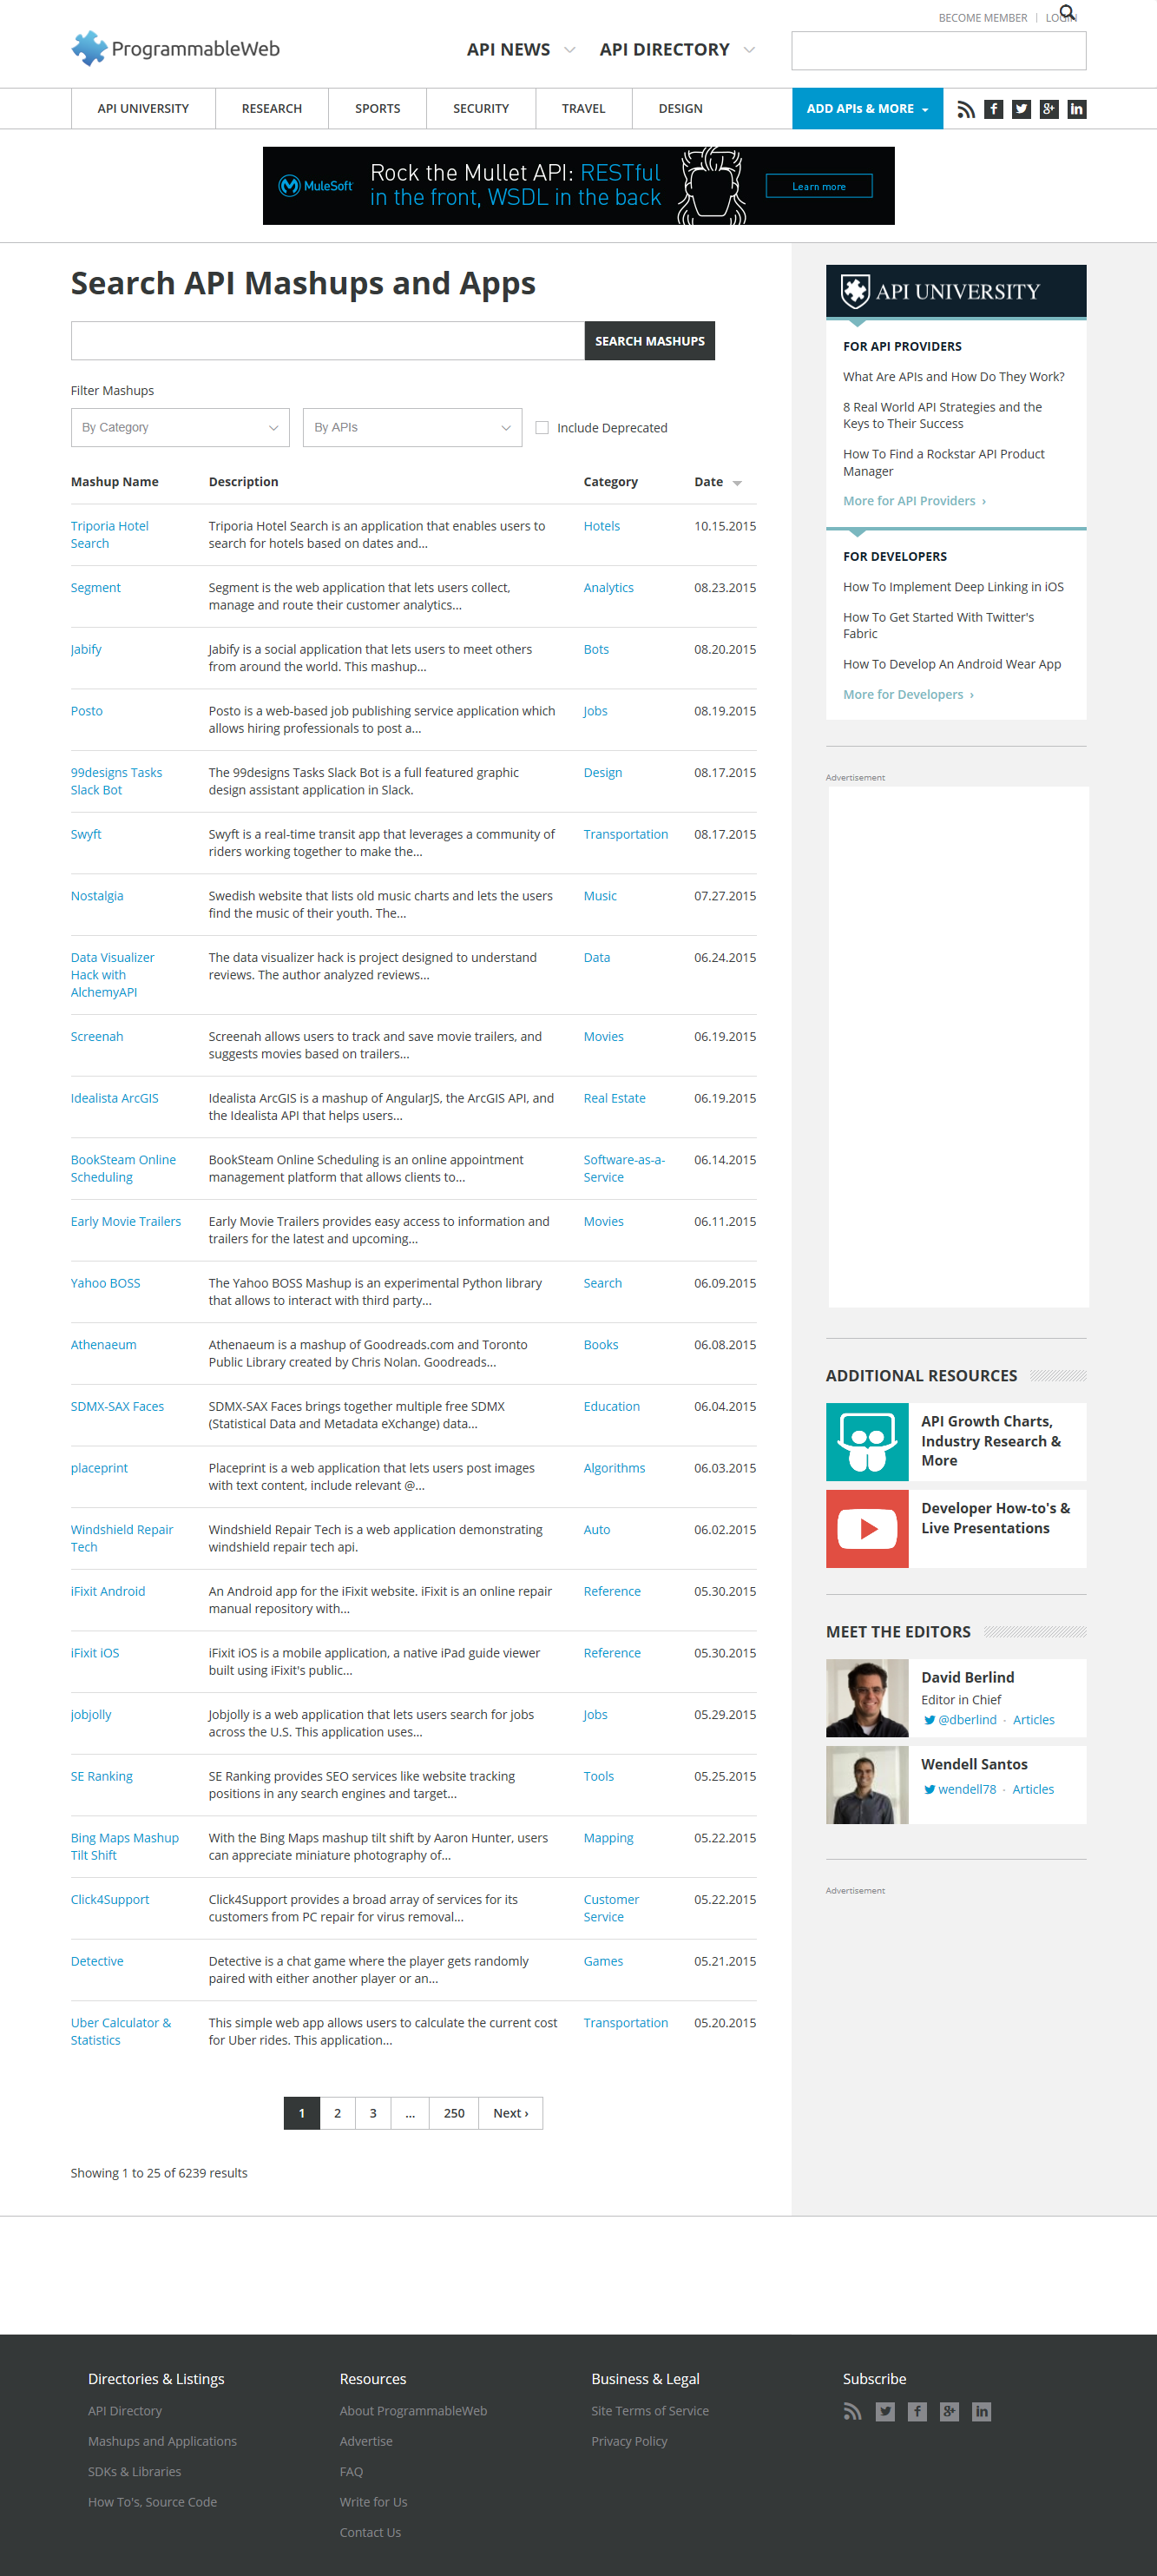 BECOME MEMBER | LOGIN
ProgrammableWeb
API NEWS
API DIRECTORY
API UNIVERSITY
RESEARCH
SPORTS
SECURITY
TRAVEL
DESIGN
ADD APIs & MORE
MuleSoft
Rock the Mullet API: RESTful
in the front, WSDL in the back
Learn more
Search API Mashups and Apps
SEARCH MASHUPS
Filter Mashups
By Category
By APIs
Include Deprecated
Mashup Name Description Category Date
Triporia Hotel Triporia Hotel Search is an application that enables users to Hotels 10.15.2015
Search search for hotels based on dates and...
Segment Segment is the web application that lets users collect, Analytics 08.23.2015
manage and route their customer analytics...
Jabify Jabify is a social application that lets users to meet others Bots 08.20.2015
from around the world. This mashup...
Posto Posto is a web-based job publishing service application which Jobs 08.19.2015
allows hiring professionals to post a...
99designs Tasks The 99designs Tasks Slack Bot is a full featured graphic Design 08.17.2015
Slack Bot design assistant application in Slack.
Swyft Swyft is a real-time transit app that leverages a community of Transportation 08.17.2015
riders working together to make the...
Nostalgia Swedish website that lists old music charts and lets the users Music 07.27.2015
find the music of their youth. The...
Data Visualizer The data visualizer hack is project designed to understand Data 06.24.2015
Hack with reviews. The author analyzed reviews...
AlchemyAPI
Screenah Screenah allows users to track and save movie trailers, and Movies 06.19.2015
suggests movies based on trailers...
Idealista ArcGIS Idealista ArcGIS is a mashup of AngularJS, the ArcGIS API, and Real Estate 06.19.2015
the Idealista API that helps users...
BookSteam Online BookSteam Online Scheduling is an online appointment Software-as-a- 06.14.2015
Scheduling management platform that allows clients to... Service
Early Movie Trailers Early Movie Trailers provides easy access to information and Movies 06.11.2015
trailers for the latest and upcoming...
Yahoo BOSS The Yahoo BOSS Mashup is an experimental Python library Search 06.09.2015
that allows to interact with third party...
Athenaeum Athenaeum is a mashup of Goodreads.com and Toronto Books 06.08.2015
Public Library created by Chris Nolan. Goodreads...
SDMX-SAX Faces SDMX-SAX Faces brings together multiple free SDMX Education 06.04.2015
(Statistical Data and Metadata eXchange) data...
placeprint Placeprint is a web application that lets users post images Algorithms 06.03.2015
with text content, include relevant @...
Windshield Repair Windshield Repair Tech is a web application demonstrating Auto 06.02.2015
Tech windshield repair tech api.
iFixit Android An Android app for the iFixit website. iFixit is an online repair Reference 05.30.2015
manual repository with...
iFixit iOS iFixit iOS is a mobile application, a native iPad guide viewer Reference 05.30.2015
built using iFixit's public...
jobjolly Jobjolly is a web application that lets users search for jobs Jobs 05.29.2015
across the U.S. This application uses...
SE Ranking SE Ranking provides SEO services like website tracking Tools 05.25.2015
positions in any search engines and target...
Bing Maps Mashup With the Bing Maps mashup tilt shift by Aaron Hunter, users Mapping 05.22.2015
Tilt Shift can appreciate miniature photography of...
Click4Support Click4Support provides a broad array of services for its Customer 05.22.2015
customers from PC repair for virus removal... Service
Detective Detective is a chat game where the player gets randomly Games 05.21.2015
paired with either another player or an...
Uber Calculator & This simple web app allows users to calculate the current cost Transportation 05.20.2015
Statistics for Uber rides. This application...
1 2 3 ... 250 Next ›
Showing 1 to 25 of 6239 results
API UNIVERSITY
FOR API PROVIDERS
What Are APIs and How Do They Work?
8 Real World API Strategies and the
Keys to Their Success
How To Find a Rockstar API Product
Manager
More for API Providers ›
FOR DEVELOPERS
How To Implement Deep Linking in iOS
How To Get Started With Twitter's
Fabric
How To Develop An Android Wear App
More for Developers ›
Advertisement
ADDITIONAL RESOURCES
API Growth Charts,
Industry Research &
More
Developer How-to's &
Live Presentations
MEET THE EDITORS
David Berlind
Editor in Chief
@dberlind · Articles
Wendell Santos
wendell78 · Articles
Advertisement
Directories & Listings
API Directory
Mashups and Applications
SDKs & Libraries
How To's, Source Code
Resources
About ProgrammableWeb
Advertise
FAQ
Write for Us
Contact Us
Business & Legal
Site Terms of Service
Privacy Policy
Subscribe